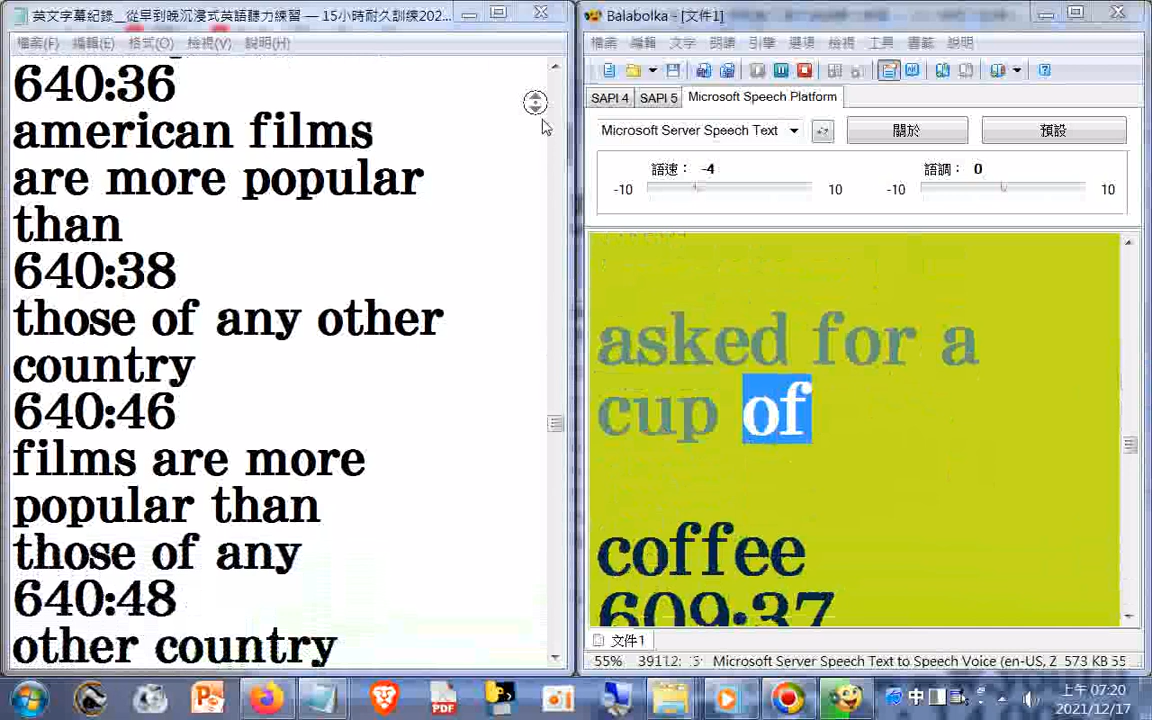 英文字幕紀錄__從早到晚沉浸式英語聽力練習 — 15小時耐久訓練202...
檔案(F) 編輯(E) 格式(O) 檢視(V) 說明(H)
640:36
american films
are more popular
than
640:38
those of any other
country
640:46
films are more
popular than
those of any
640:48
other country
Balabolka - [文件1]
檔案 編輯 文字 朗讀 引擎 選項 檢視 工具 書籤 說明
SAPI 4 SAPI 5 Microsoft Speech Platform
Microsoft Server Speech Text 關於 預設
語速： -4 語調： 0
-10 10 -10 10
asked for a
cup of
coffee
609:37
文件1
55% 39112: Microsoft Server Speech Text to Speech Voice (en-US, Z 573 KB 55
中 上午 07:20
2021/12/17